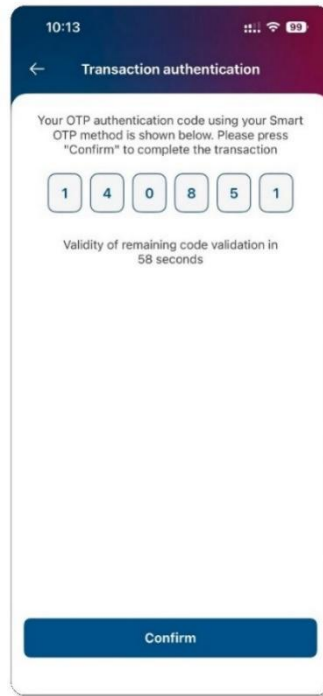 10:13
99
Transaction authentication
Your OTP authentication code using your Smart
OTP method is shown below. Please press
"Confirm" to complete the transaction
1 4 0 8 5 1
Validity of remaining code validation in
58 seconds
Confirm